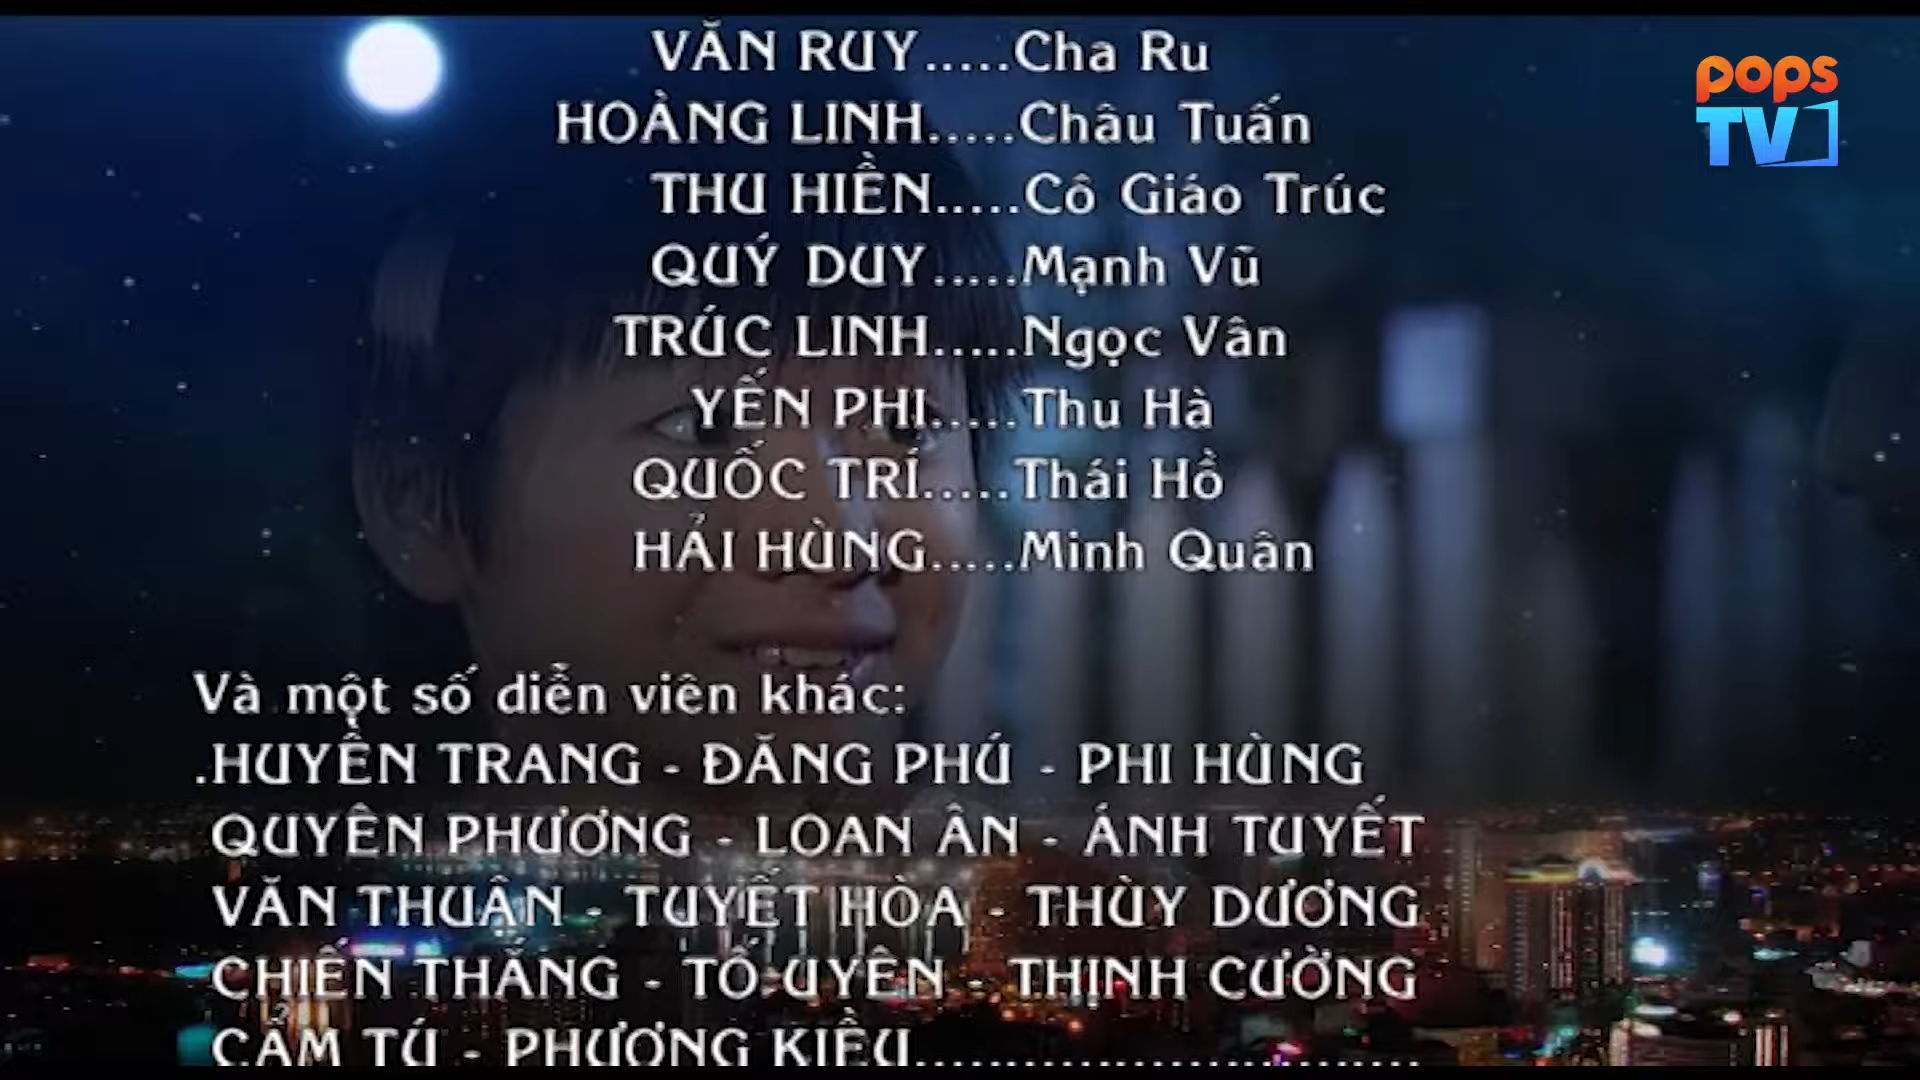 VĂN RUY.....Cha Ru
pops
TV
HOÀNG LINH.....Châu Tuấn
THU HIỀN.....Cô Giáo Trúc
QUÝ DUY.....Mạnh Vũ
TRÚC LINH.....Ngọc Vân
YẾN PHI.....Thu Hà
QUỐC TRÍ.....Thái Hồ
HẢI HÙNG.....Minh Quân
Và một số diễn viên khác:
.HUYỀN TRANG - ĐĂNG PHÚ - PHI HÙNG
QUYÊN PHƯƠNG - LOAN ÂN - ÁNH TUYẾT
VĂN THUẬN - TUYẾT HÒA - THÙY DƯƠNG
CHIẾN THẮNG - TỐ UYÊN - THỊNH CƯỜNG
CẨM TÚ - PHƯƠNG KIỀU..............................